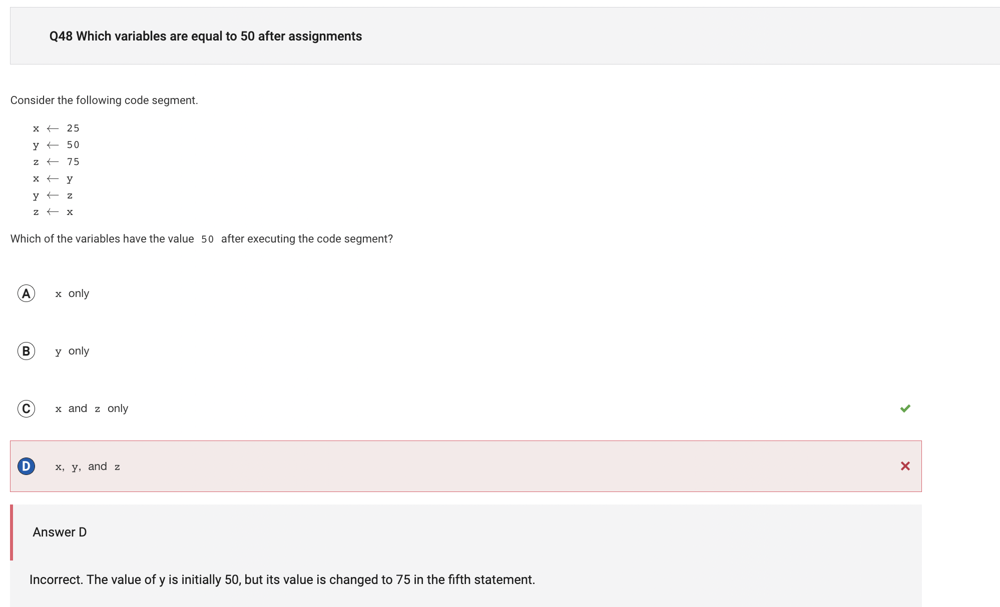 Q48 Which variables are equal to 50 after assignments
Consider the following code segment.
x ← 25
y ← 50
z ← 75
x ← y
y ← z
z ← x
Which of the variables have the value 50 after executing the code segment?
A x only
B y only
C x and z only
D x, y, and z
Answer D
Incorrect. The value of y is initially 50, but its value is changed to 75 in the fifth statement.